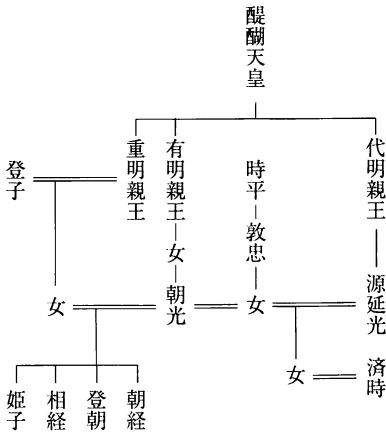 醍醐天皇
代明親王
時平
敦忠
有明親王
女
重明親王
登子
源延光
女
朝光
女
済時
女
朝経
登朝
相経
姫子